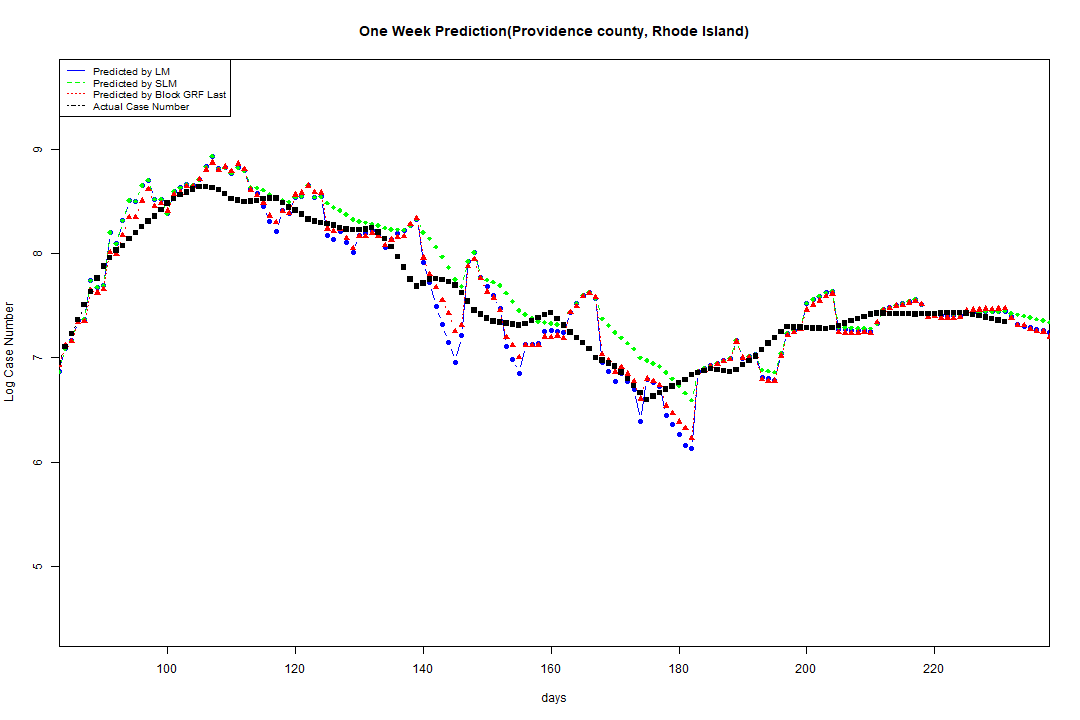 One Week Prediction(Providence county, Rhode Island)
Predicted by LM
Predicted by SLM
Predicted by Block GRF Last
Actual Case Number
Log Case Number
9
8
7
6
5
100 120 140 160 180 200 220
days